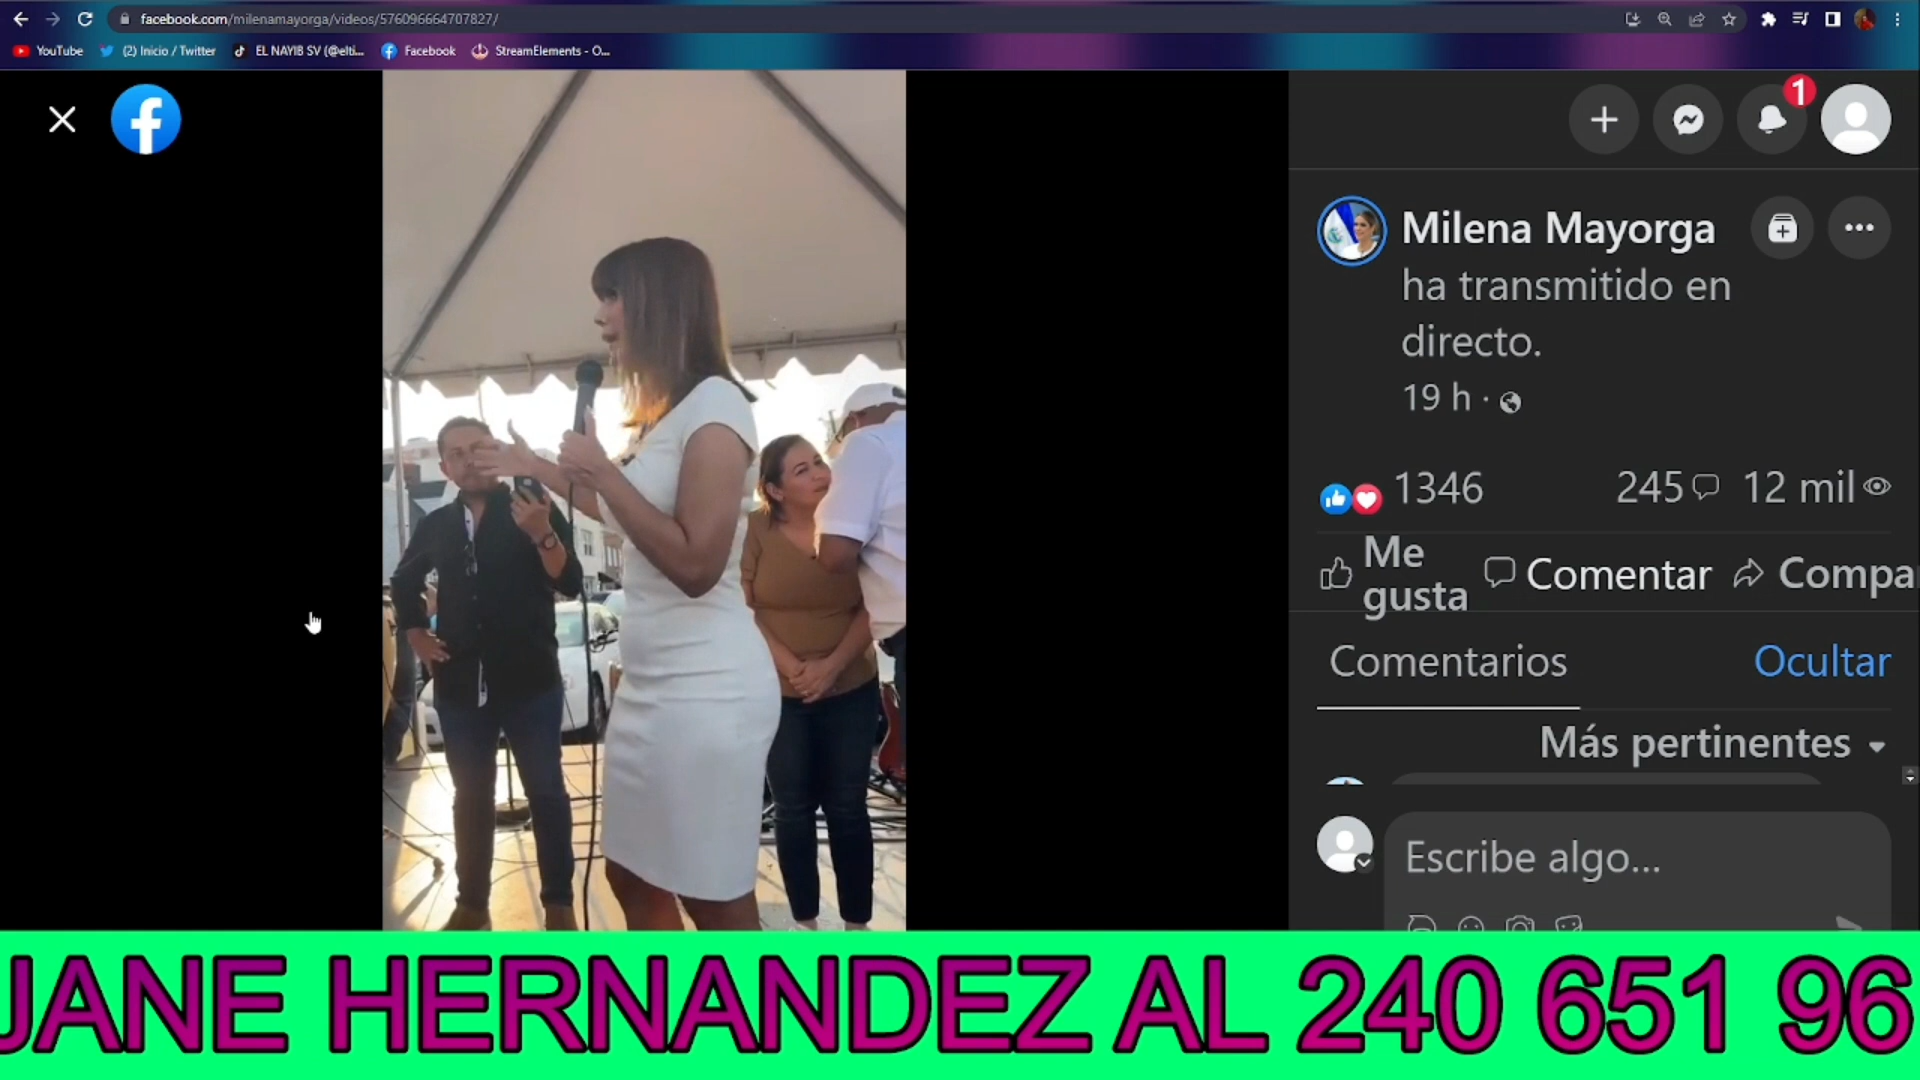 facebook.com/milenamayorga/videos/576096664707827/
YouTube (2) Inicio / Twitter EL NAYIB SV (@elti... Facebook StreamElements - O...
1
Milena Mayorga
ha transmitido en
directo.
19 h ·
1346 245 12 mil
Me gusta Comentar Compa
Comentarios Ocultar
Más pertinentes
Escribe algo...
JANE HERNANDEZ AL 240 651 96